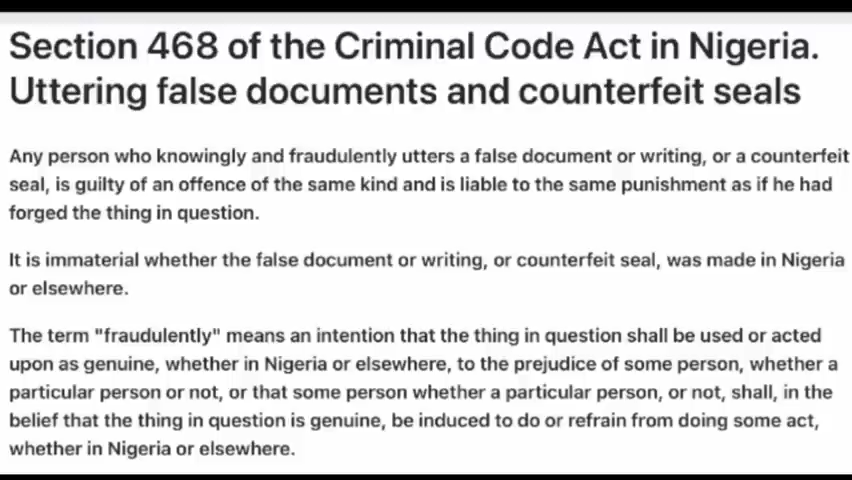 Section 468 of the Criminal Code Act in Nigeria.
Uttering false documents and counterfeit seals
Any person who knowingly and fraudulently utters a false document or writing, or a counterfeit
seal, is guilty of an offence of the same kind and is liable to the same punishment as if he had
forged the thing in question.
It is immaterial whether the false document or writing, or counterfeit seal, was made in Nigeria
or elsewhere.
The term "fraudulently" means an intention that the thing in question shall be used or acted
upon as genuine, whether in Nigeria or elsewhere, to the prejudice of some person, whether a
particular person or not, or that some person whether a particular person, or not, shall, in the
belief that the thing in question is genuine, be induced to do or refrain from doing some act,
whether in Nigeria or elsewhere.